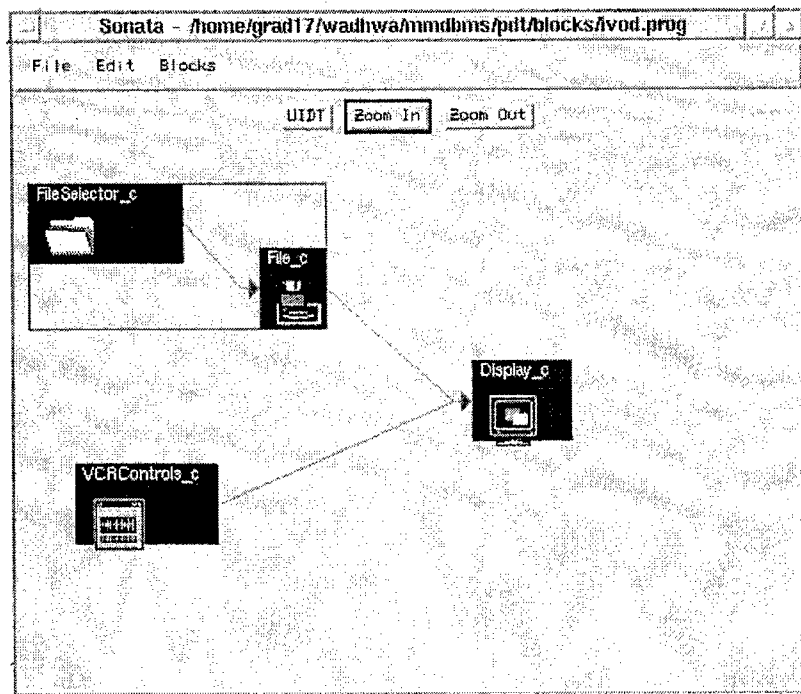 Sonata - /home/grad17/wadhwa/mmdbms/pdt/blocks/ivod.prog
File Edit Blocks
UIDT Zoom In Zoom Out
FileSelector_c
File_c
Display_c
VCRControls_c